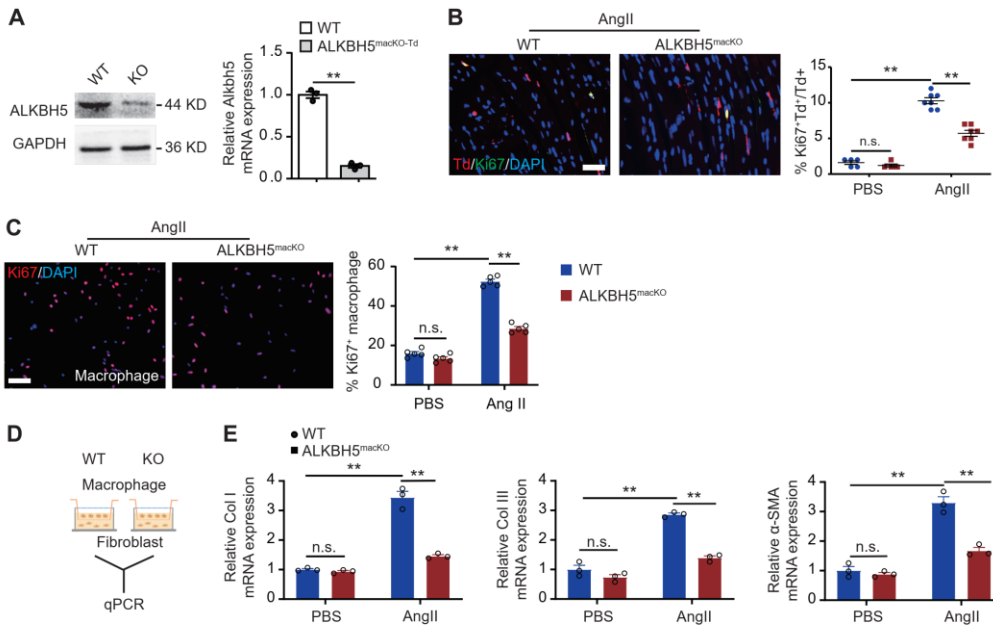 A
WT
KO
ALKBH5
GAPDH
44 KD
36 KD
Relative Alkbh5
mRNA expression
1.5
1.0
0.5
0.0
**
WT
ALKBH5macKO-Td
B
AngII
WT
ALKBH5macKO
Td/Ki67/DAPI
% Ki67+Td+/Td+
15
10
5
0
n.s.
**
**
PBS
AngII
C
AngII
WT
ALKBH5macKO
Ki67/DAPI
Macrophage
% Ki67+ macrophage
60
40
20
0
n.s.
**
**
PBS
Ang II
WT
ALKBH5macKO
D
WT
KO
Macrophage
Fibroblast
qPCR
E
WT
ALKBH5macKO
Relative Col I
mRNA expression
4
3
2
1
0
n.s.
**
**
PBS
AngII
Relative Col III
mRNA expression
4
3
2
1
0
n.s.
**
**
PBS
AngII
Relative α-SMA
mRNA expression
4
3
2
1
0
n.s.
**
**
PBS
AngII